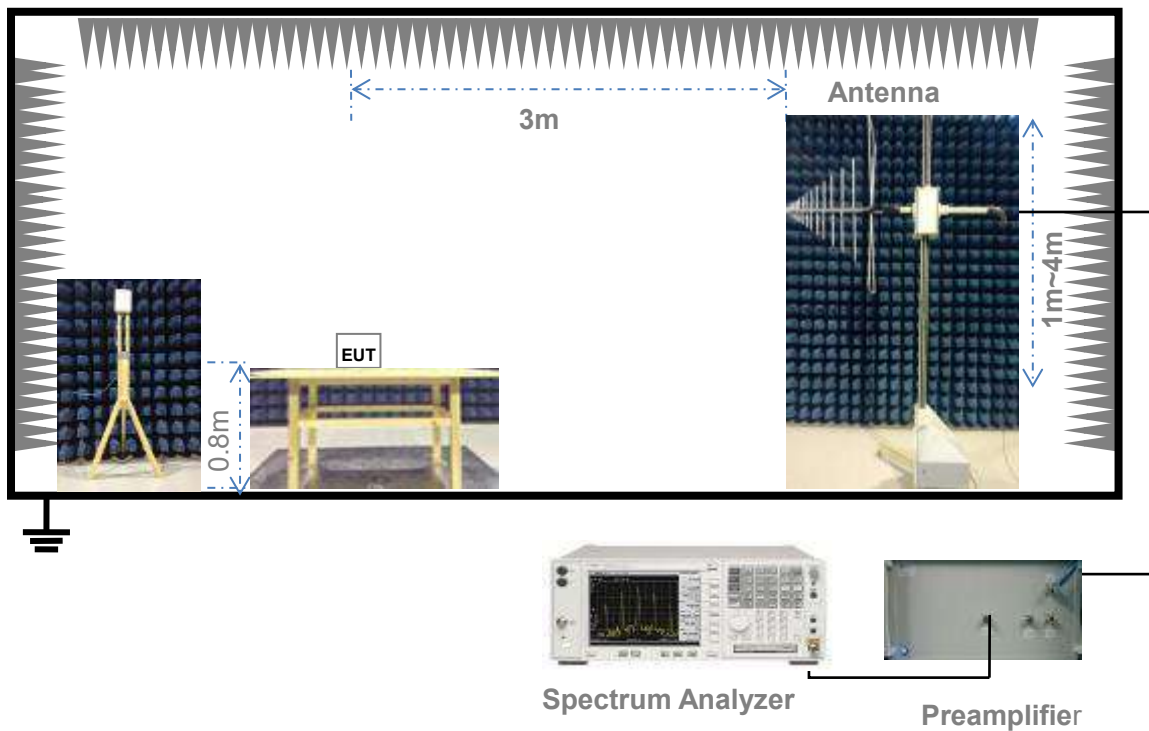 Antenna
3m
1m~4m
EUT
0.8m
Spectrum Analyzer
Preamplifier